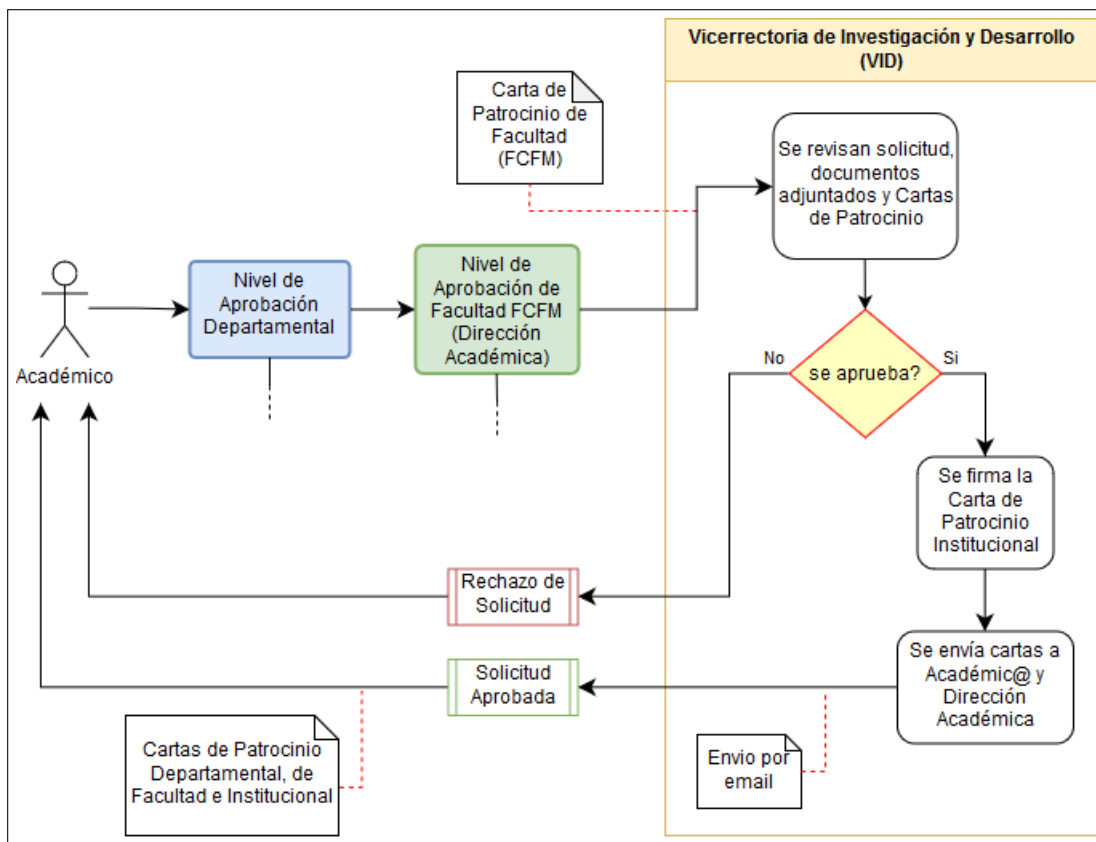 Vicerrectoria de Investigación y Desarrollo
(VID)
Carta de
Patrocinio de
Facultad
(FCFM)
Se revisan solicitud,
documentos
adjuntados y Cartas
de Patrocinio
Académico
Nivel de
Aprobación
Departamental
Nivel de
Aprobación de
Facultad FCFM
(Dirección
Académica)
No
se aprueba?
Si
Se firma la
Carta de
Patrocinio
Institucional
Rechazo de
Solicitud
Se envía cartas a
Académic@ y
Dirección
Académica
Solicitud
Aprobada
Cartas de Patrocinio
Departamental, de
Facultad e Institucional
Envio por
email